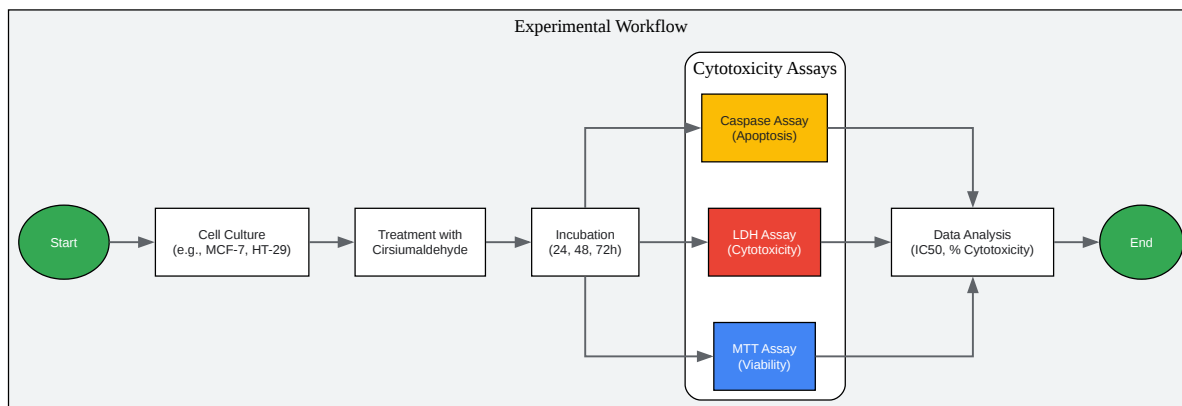 Experimental Workflow
Cytotoxicity Assays
Caspase Assay
(Apoptosis)
Start
Cell Culture
(e.g., MCF-7, HT-29)
Treatment with
Cirsiumaldehyde
Incubation
(24, 48, 72h)
LDH Assay
(Cytotoxicity)
Data Analysis
(IC50, % Cytotoxicity)
End
MTT Assay
(Viability)